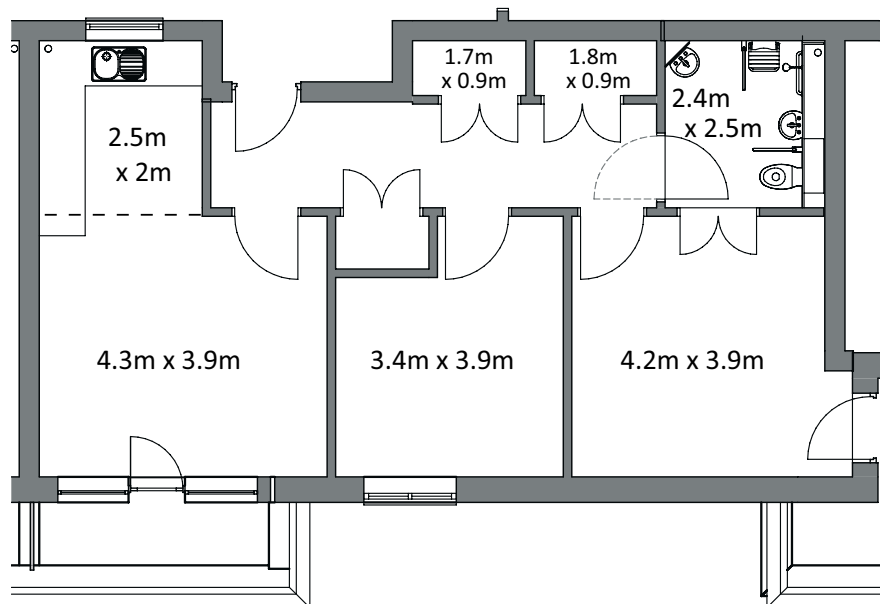 1.7m
x 0.9m
1.8m
x 0.9m
2.4m
x 2.5m
2.5m
x 2m
4.3m x 3.9m
3.4m x 3.9m
4.2m x 3.9m